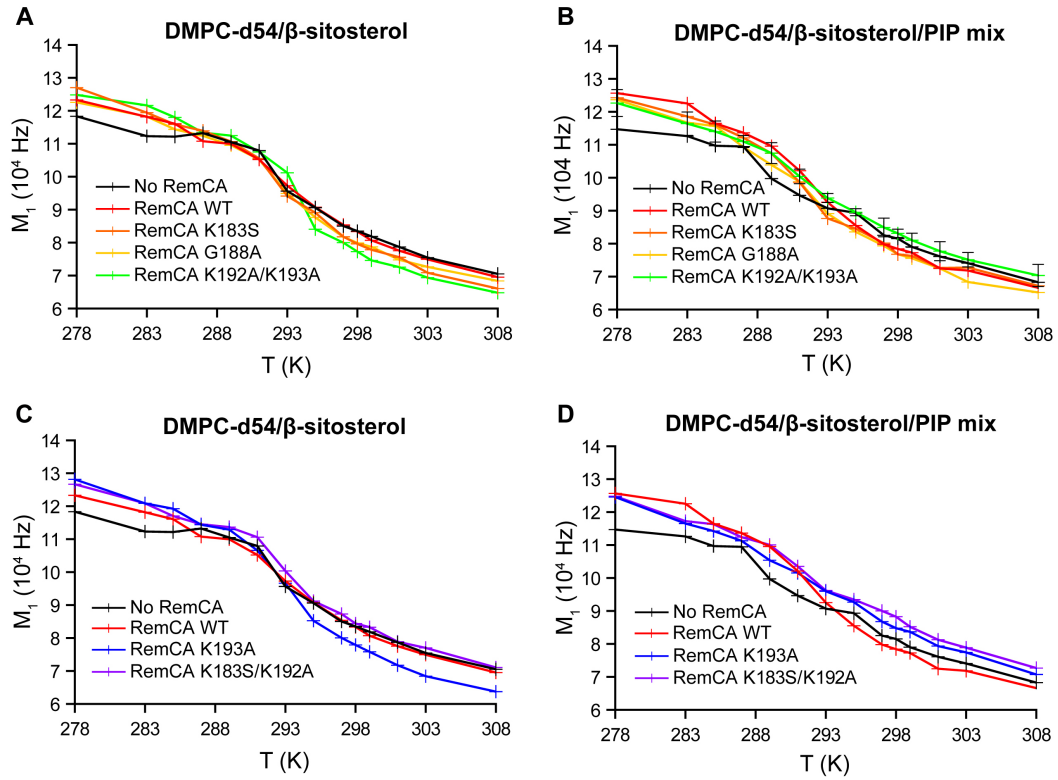 A
DMPC-d54/β-sitosterol
14
13
12
11
10
9
8
7
6
M₁ (10⁴ Hz)
No RemCA
RemCA WT
RemCA K183S
RemCA G188A
RemCA K192A/K193A
278 283 288 293 298 303 308
T (K)
B
DMPC-d54/β-sitosterol/PIP mix
14
13
12
11
10
9
8
7
6
M₁ (104 Hz)
No RemCA
RemCA WT
RemCA K183S
RemCA G188A
RemCA K192A/K193A
278 283 288 293 298 303 308
T (K)
C
DMPC-d54/β-sitosterol
14
13
12
11
10
9
8
7
6
M₁ (10⁴ Hz)
No RemCA
RemCA WT
RemCA K193A
RemCA K183S/K192A
278 283 288 293 298 303 308
T (K)
D
DMPC-d54/β-sitosterol/PIP mix
14
13
12
11
10
9
8
7
6
M₁ (10⁴ Hz)
No RemCA
RemCA WT
RemCA K193A
RemCA K183S/K192A
278 283 288 293 298 303 308
T (K)